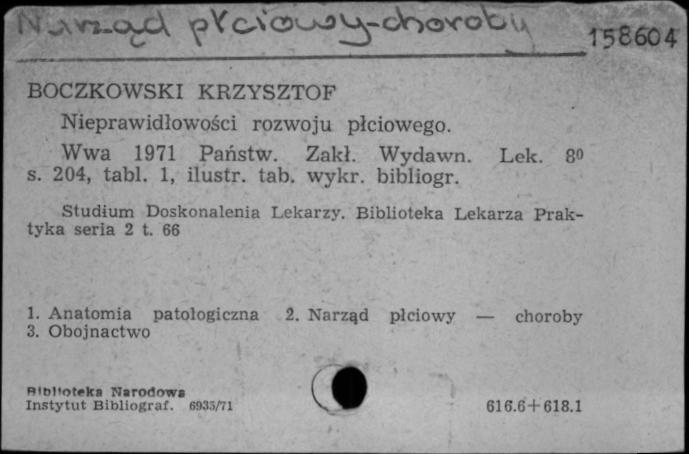 Narząd płciowy-choroby
158604
BOCZKOWSKI KRZYSZTOF
Nieprawidłowości rozwoju płciowego.
Wwa 1971 Państw. Zakł. Wydawn. Lek. 8⁰
s. 204, tabl. 1, ilustr. tab. wykr. bibliogr.
Studium Doskonalenia Lekarzy. Biblioteka Lekarza Prak-
tyka seria 2 t. 66
1. Anatomia patologiczna 2. Narząd płciowy — choroby
3. Obojnactwo
Biblioteka Narodowa
Instytut Bibliograf. 6935/71
616.6+618.1